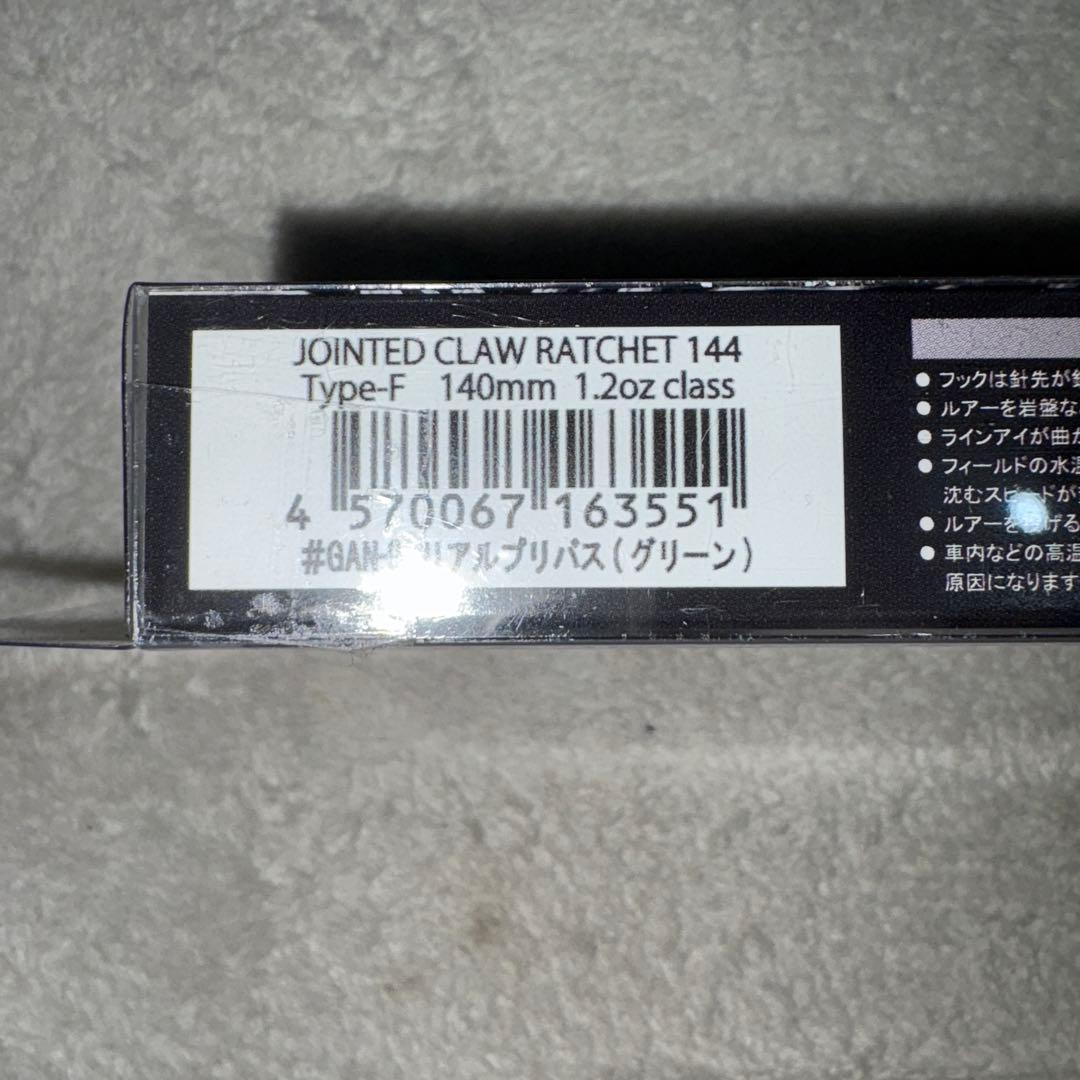 JOINTED CLAW RATCHET 144
Type-F 140mm 1.2oz class
4 570067 163551
リアルプリバス(グリーン)
● フックは針先が
● ルアーを岩盤な
● ラインアイが曲が
● フィールドの水温
沈むスピードが
● ルアーを
● 車内などの高温
原因になります